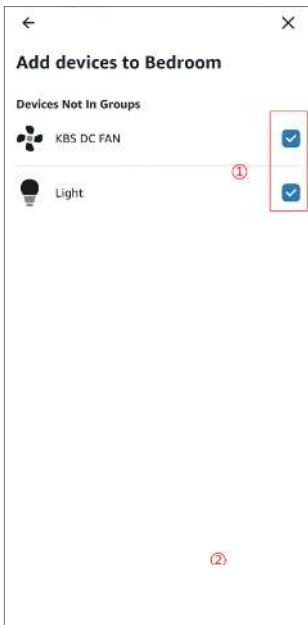 Add devices to Bedroom
Devices Not In Groups
KBS DC FAN
①
Light
②